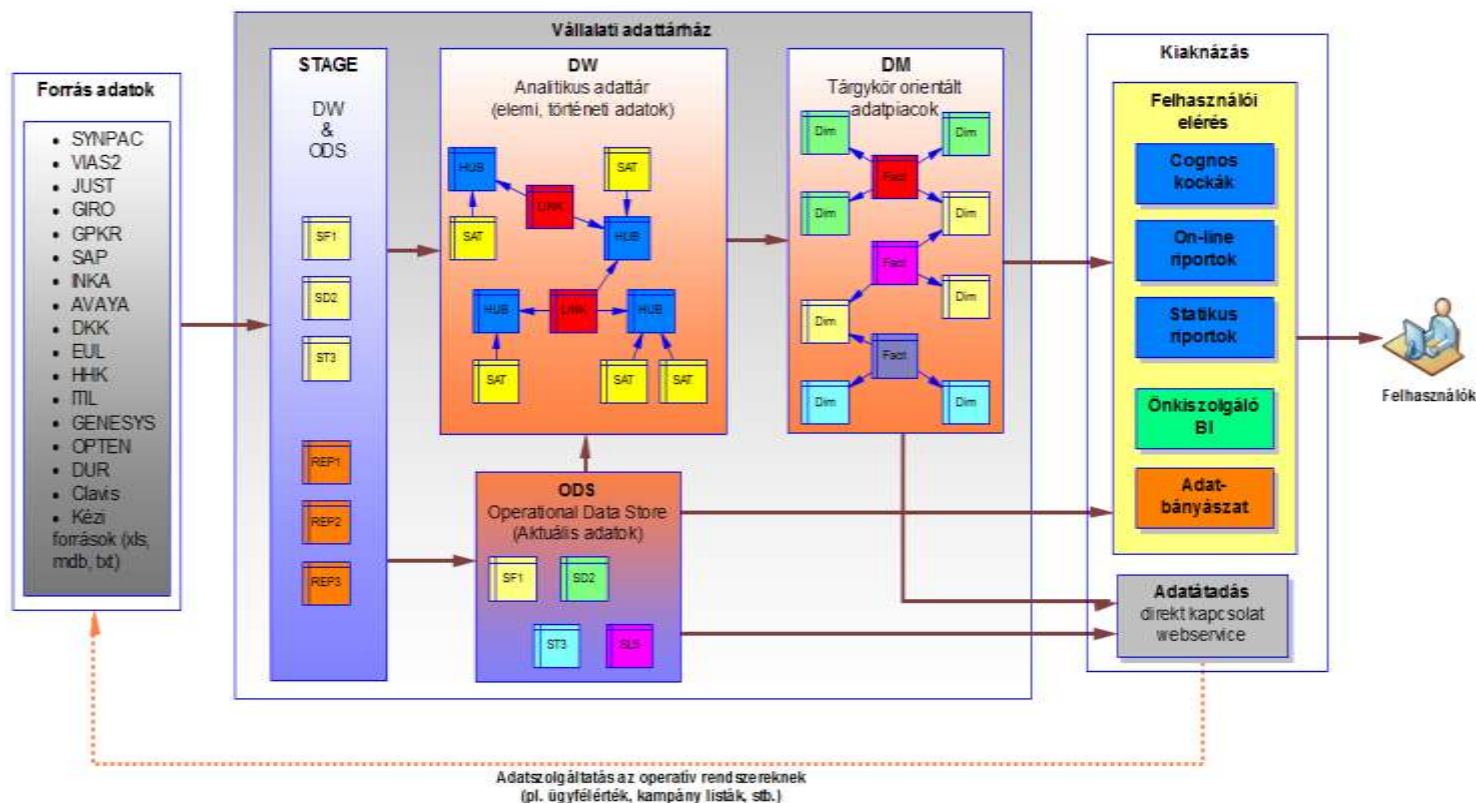 Vállalati adattárház
Forrás adatok
• SYNPAC
• VIAS2
• JUST
• GIRO
• GPKR
• SAP
• INKA
• AVAYA
• DKK
• EUL
• HHK
• ITIL
• GENESYS
• OPTEN
• DUR
• Clavis
• Kézi
források (xls,
mdb, txt)
STAGE
DW
&
ODS
SF1
SD2
ST3
REP1
REP2
REP3
DW
Analitikus adattár
(elemi, történeti adatok)
HUB
SAT
LINK
SAT
HUB
HUB
LINK
HUB
SAT
SAT
SAT
ODS
Operational Data Store
(Aktuális adatok)
SF1
SD2
ST3
SL5
DM
Tárgykör orientált
adatpiacok
Dim
Dim
Fact
Dim
Dim
Fact
Dim
Dim
Fact
Dim
Dim
Kiaknázás
Felhasználói
elérés
Cognos
kockák
On-line
riportok
Statikus
riportok
Önkiszolgáló
BI
Adat-
bányászat
Adatátadás
direkt kapcsolat
webservice
Felhasználók
Adatszolgáltatás az operatív rendszereknek
(pl. ügyfélérték, kampány listák, stb.)